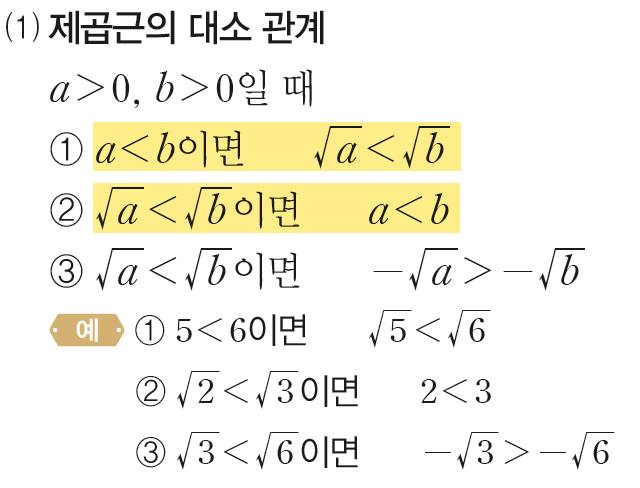 (1) 제곱근의 대소 관계
a>0, b>0일 때
① a<b이면 √a<√b
② √a<√b이면 a<b
③ √a<√b이면 -√a>-√b
예 ① 5<6이면 √5<√6
② √2<√3이면 2<3
③ √3<√6이면 -√3>-√6